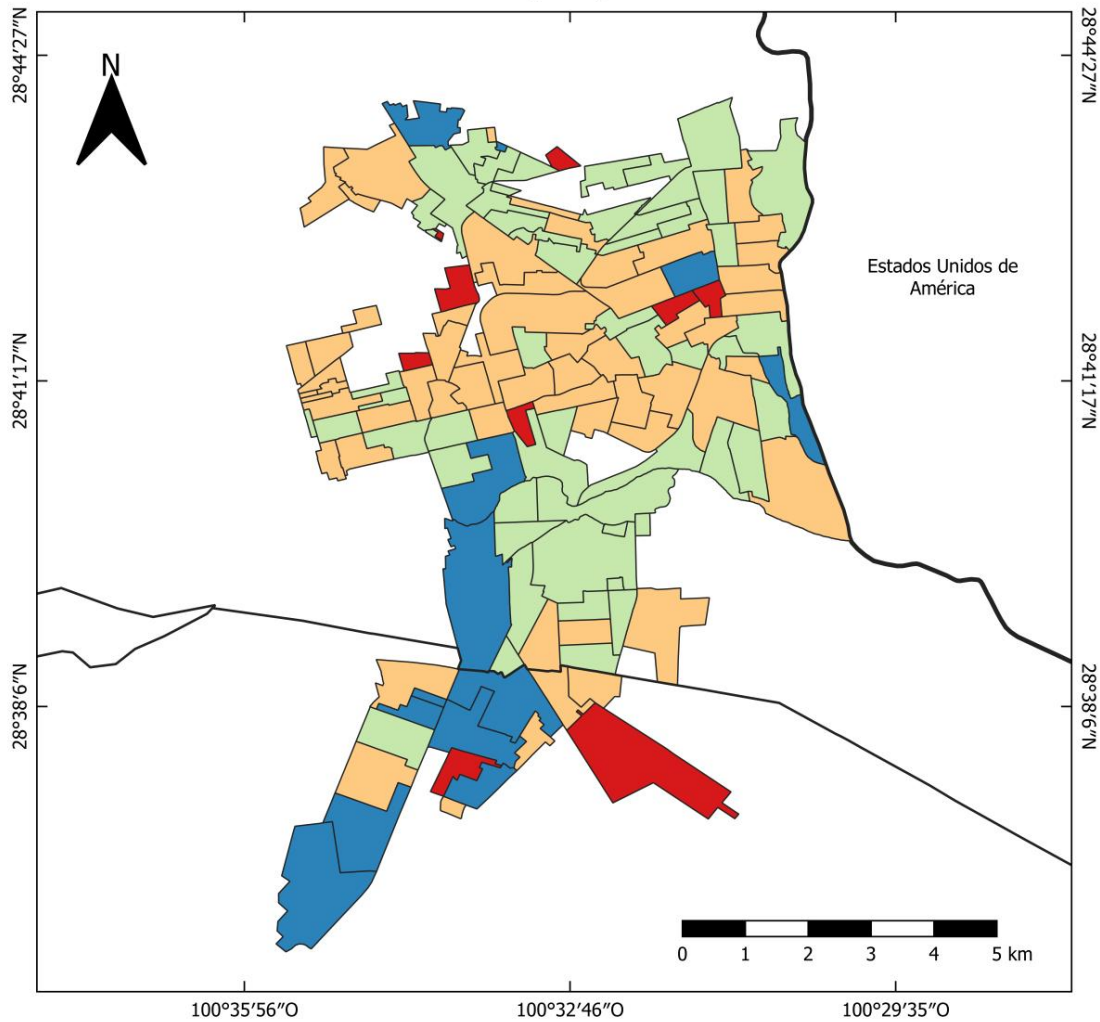 N
28°44′27″N
28°44′27″N
Estados Unidos de
América
28°41′17″N
28°41′17″N
28°38′6″N
28°38′6″N
0 1 2 3 4 5 km
100°35′56″O 100°32′46″O 100°29′35″O